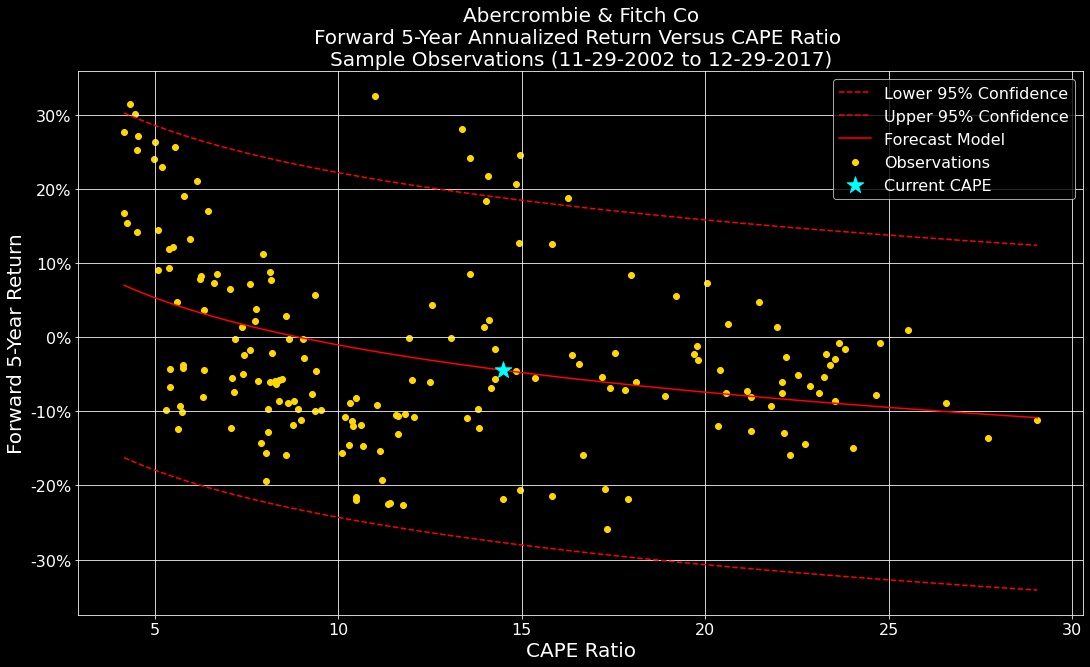 Abercrombie & Fitch Co
Forward 5-Year Annualized Return Versus CAPE Ratio
Sample Observations (11-29-2002 to 12-29-2017)
Lower 95% Confidence
Upper 95% Confidence
Forecast Model
Observations
Current CAPE
Forward 5-Year Return
30%
20%
10%
0%
-10%
-20%
-30%
5
10
15
20
25
30
CAPE Ratio